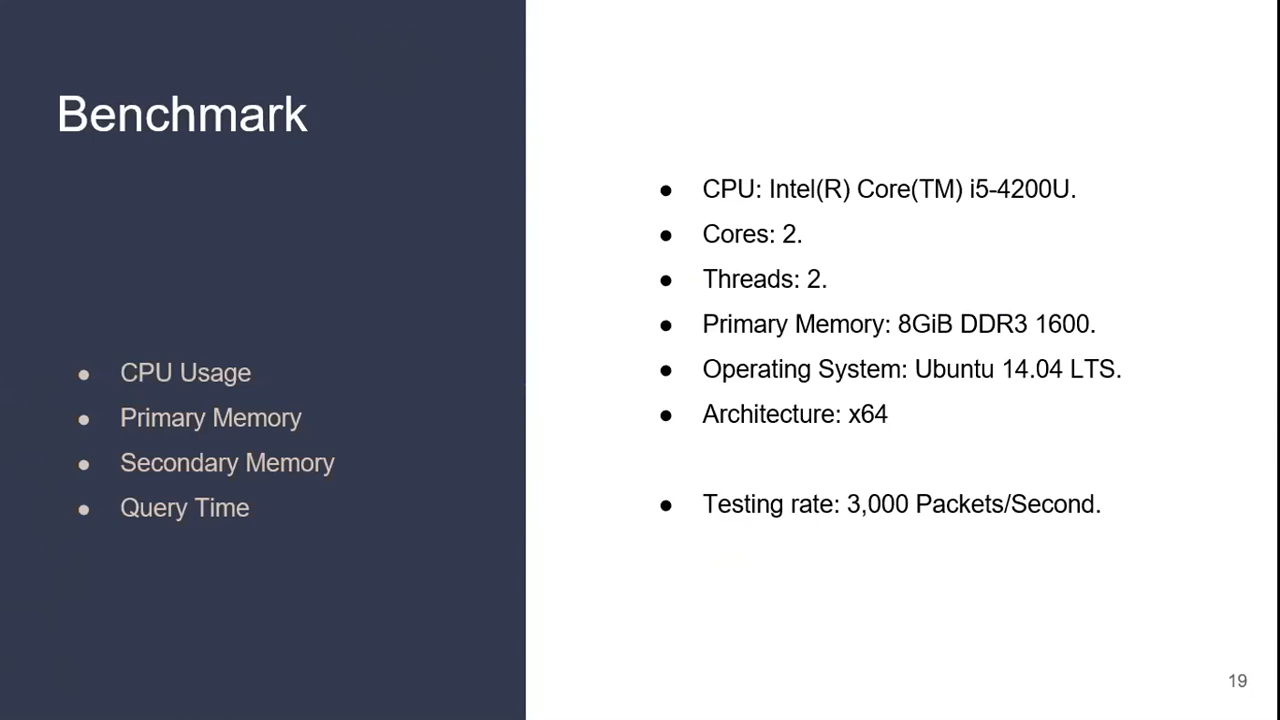 Benchmark
● CPU Usage
● Primary Memory
● Secondary Memory
● Query Time
● CPU: Intel(R) Core(TM) i5-4200U.
● Cores: 2.
● Threads: 2.
● Primary Memory: 8GiB DDR3 1600.
● Operating System: Ubuntu 14.04 LTS.
● Architecture: x64
● Testing rate: 3,000 Packets/Second.
19